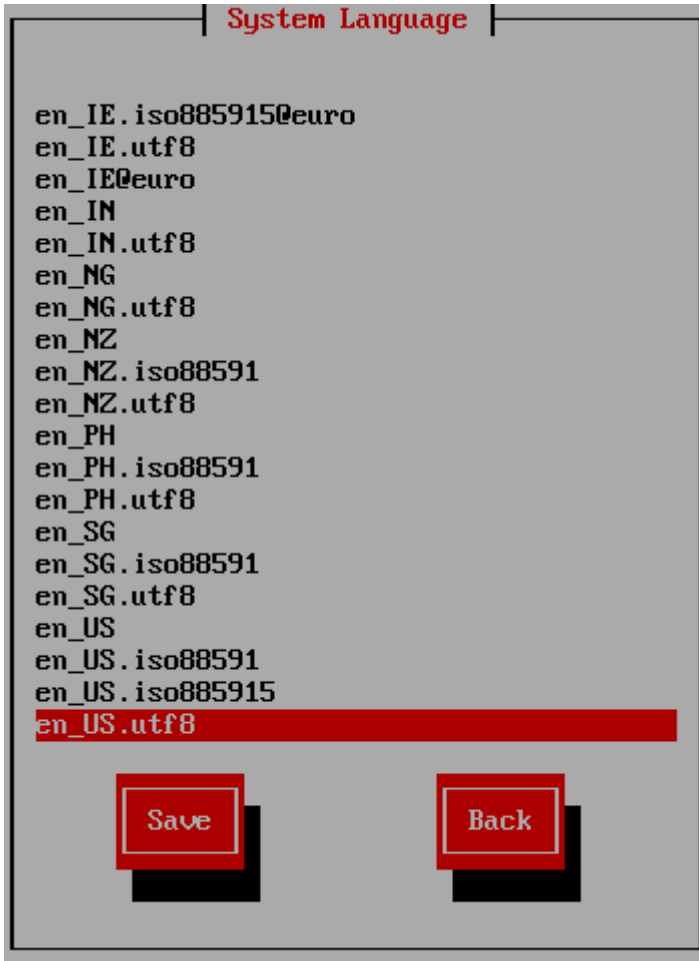 System Language
en_IE.iso885915@euro
en_IE.utf8
en_IE@euro
en_IN
en_IN.utf8
en_NG
en_NG.utf8
en_NZ
en_NZ.iso88591
en_NZ.utf8
en_PH
en_PH.iso88591
en_PH.utf8
en_SG
en_SG.iso88591
en_SG.utf8
en_US
en_US.iso88591
en_US.iso885915
en_US.utf8
Save Back